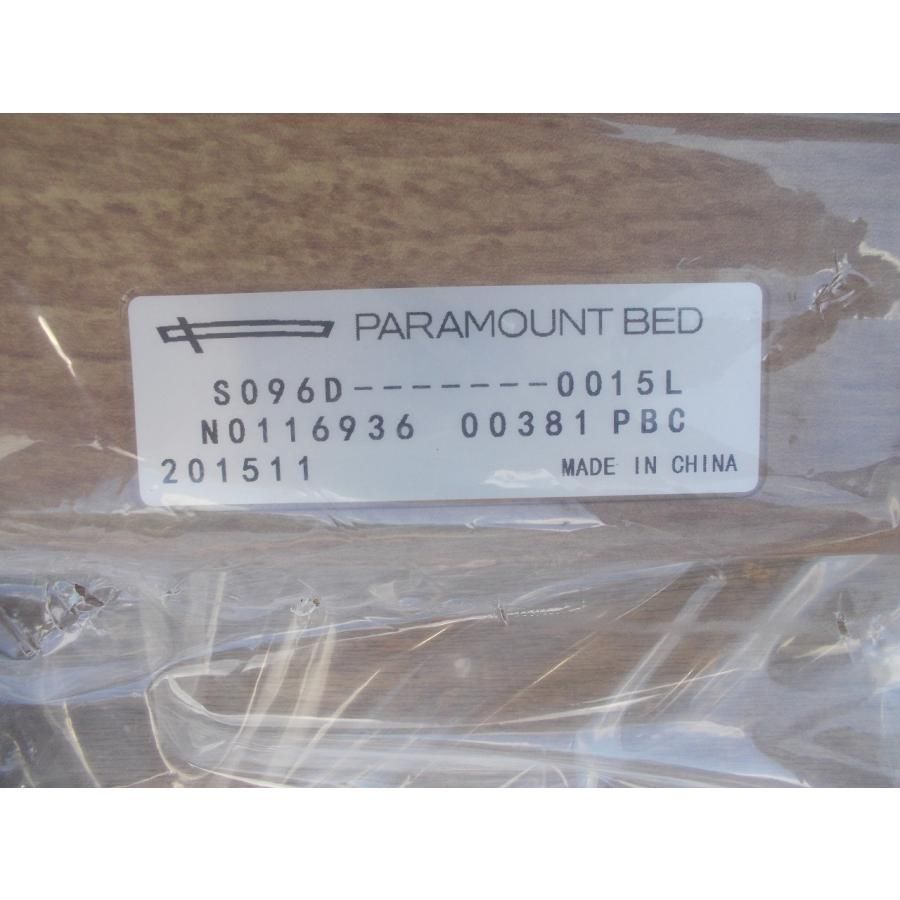 PARAMOUNT BED
S096D-------0015L
N0116936 00381 PBC
201511 MADE IN CHINA